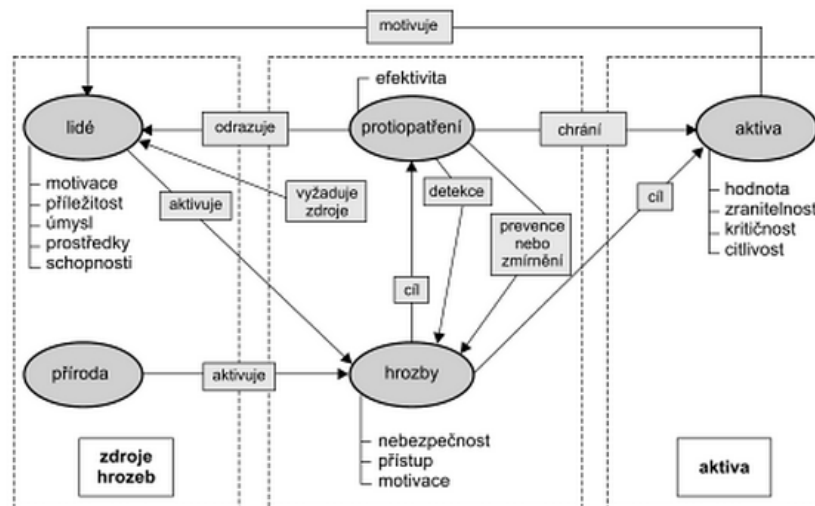 motivuje
efektivita
lidé
odrazuje
protiopatření
chrání
aktiva
motivace
příležitost
úmysl
prostředky
schopnosti
aktivuje
vyžaduje
zdroje
detekce
prevence
nebo
zmírnění
cíl
hodnota
zranitelnost
kritičnost
citlivost
cíl
příroda
aktivuje
hrozby
nebezpečnost
přístup
motivace
zdroje
hrozeb
aktiva